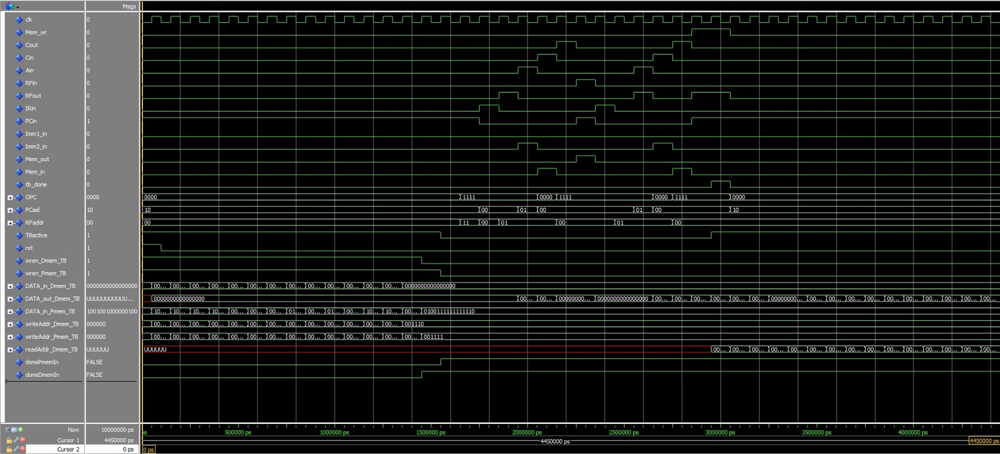 Msgs
clk 0
Mem_wr 0
Cout 0
Cin 0
Ain 0
RFin 0
RFout 0
IRin 0
PCin 1
Imm1_in 0
Imm2_in 0
Mem_out 0
Mem_in 0
tb_done 0
OPC 0000 0000 1111 0000 1111 0000 1111 0000
PCsel 10 10 00 01 00 01 00 10
RFaddr 00 00 11 00 01 00 01 00
TBactive 1
rst 1
wren_Dmem_TB 1
wren_Pmem_TB 1
DATA_in_Dmem_TB 0000000000000000 00... 00... 00... 00... 00... 00... 00... 00... 00... 00... 00... 00... 00... 0000000000000000
DATA_out_Dmem_TB UUUUUUUUUUU... 0000000000000000 00... 00... 00000000... 0000000000000000 00... 00... 00... 00... 00... 00... 00000000... 00... 00... 00... 00... 00... 00... 00... 00... 00... 00...
DATA_in_Pmem_TB 1001001000000100 10... 10... 10... 10... 00... 00... 00... 01... 00... 01... 00... 10... 10... 00... 0100111111111110
writeAddr_Dmem_TB 000000 00... 00... 00... 00... 00... 00... 00... 00... 00... 00... 00... 00... 00... 001110
writeAddr_Pmem_TB 000000 00... 00... 00... 00... 00... 00... 00... 00... 00... 00... 00... 00... 00... 00... 001111
readAddr_Dmem_TB UUUUUU UUUUUU 00... 00... 00... 00... 00... 00... 00... 00... 00... 00... 00... 00... 00... 00... 00...
donePmemIn FALSE
doneDmemIn FALSE
Now 10000000 ps ps 500000 ps 1000000 ps 1500000 ps 2000000 ps 2500000 ps 3000000 ps 3500000 ps 4000000 ps
Cursor 1 4450000 ps 4450000 ps 4450000 ps
Cursor 2 0 ps 0 ps